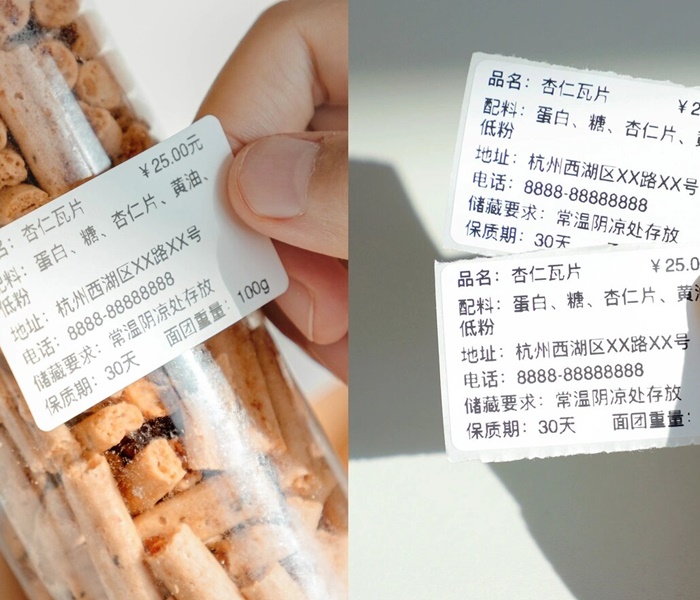 ¥25.00元
名：杏仁瓦片
配料：蛋白、糖、杏仁片、黄油、
低粉
地址：杭州西湖区XX路XX号
电话：8888-88888888
储藏要求：常温阴凉处存放
保质期：30天 面团重量：100g
品名：杏仁瓦片 ¥2
配料：蛋白、糖、杏仁片、
低粉
地址：杭州西湖区XX路XX号
电话：8888-88888888
储藏要求：常温阴凉处存放
保质期：30天
品名：杏仁瓦片 ¥25.0
配料：蛋白、糖、杏仁片、黄
低粉
地址：杭州西湖区XX路XX号
电话：8888-88888888
储藏要求：常温阴凉处存放
保质期：30天 面团重量：